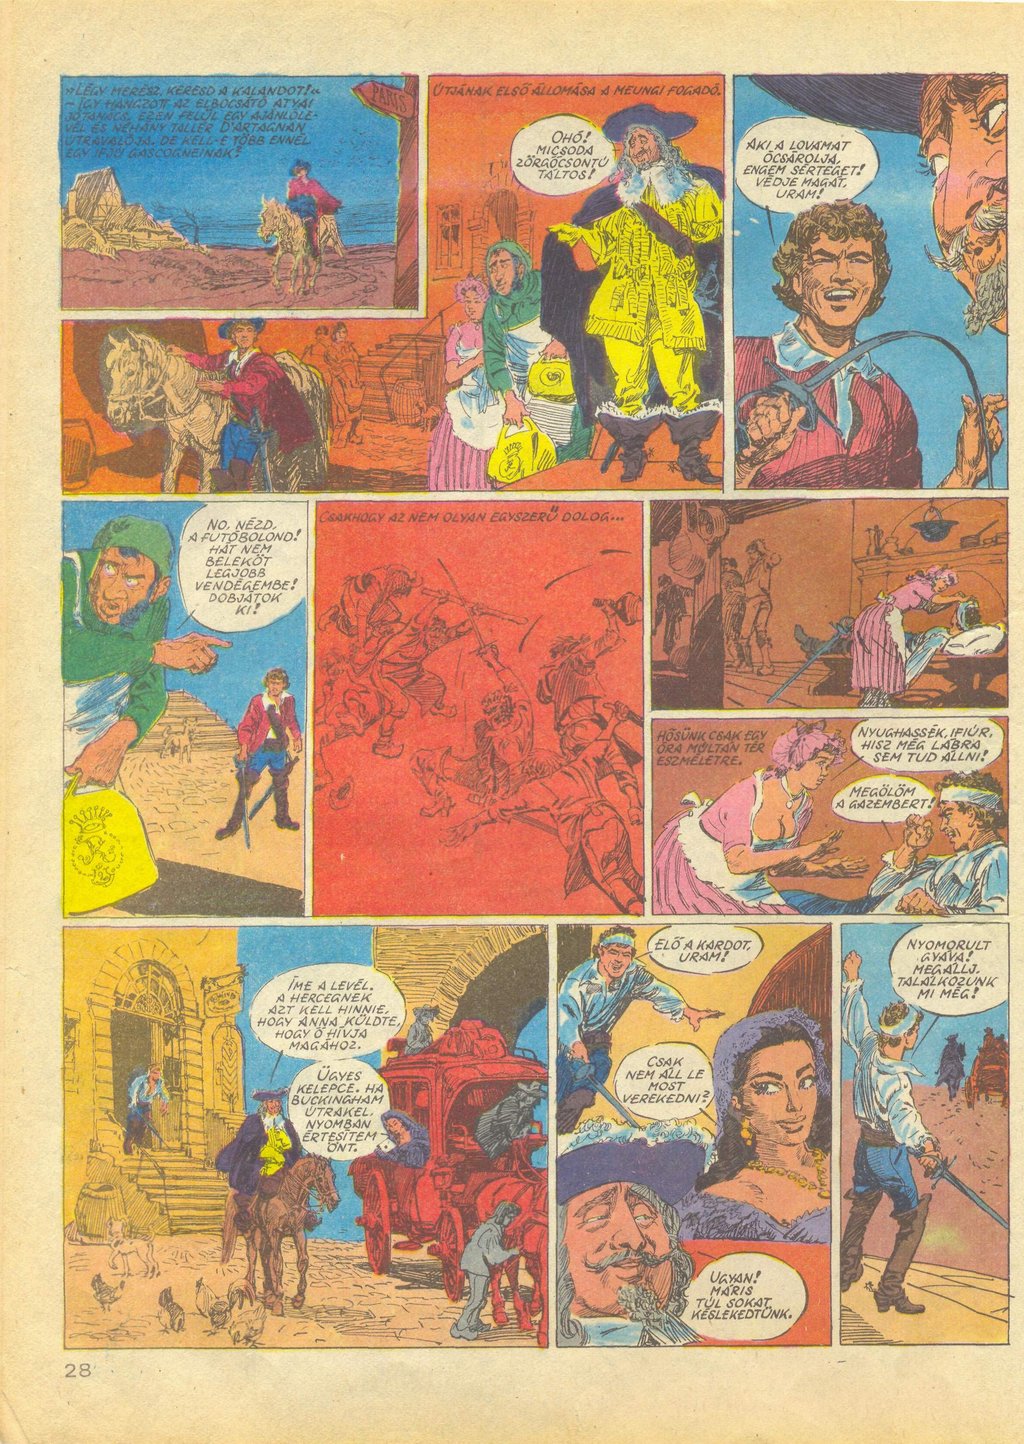 »LÉGY MERÉSZ, KERESD A KALANDOT!«
– ÍGY HANGZOTT AZ ELBOCSÁTÓ ATYAI
JÓTANÁCS, EZEN FELÜL EGY AJÁNLÓLE-
VÉL ÉS NÉHÁNY TALLÉR D'ARTAGNAN
ÚTRAVALÓJA. DE KELL-E TÖBB ENNÉL
EGY IFJÚ GASCOGNEINAK?
PARIS
ÚTJÁNAK ELSŐ ÁLLOMÁSA A MEUNGI FOGADÓ.
OHÓ!
MICSODA
ZÖRGŐCSONTÚ
TÁLTOS!
AKI A LOVAMAT
ÓCSÁROLJA,
ENGEM SÉRTEGET!
VÉDJE MAGÁT,
URAM!
NO, NÉZD,
A FUTÓBOLOND!
HÁT NEM
BELEKÖT
LEGJOBB
VENDÉGEMBE!
DOBJÁTOK
KI!
CSAKHOGY AZ NEM OLYAN EGYSZERŰ DOLOG...
HŐSÜNK CSAK EGY
ÓRA MÚLTÁN TÉR
ESZMÉLETRE.
NYUGHASSÉK, IFIÚR,
HISZ MÉG LÁBRA
SEM TUD ÁLLNI!
MEGÖLÖM
A GAZEMBERT!
ÍME A LEVÉL.
A HERCEGNEK
AZT KELL HINNIE,
HOGY ANNA KÜLDTE,
HOGY Ő HÍVTA
MAGÁHOZ.
ÜGYES
KELEPCE. HA
BUCKINGHAM
ÚTRAKEL,
NYOMBAN
ÉRTESÍTEM
ÖNT.
ELŐ A KARDOT,
URAM!
CSAK
NEM ÁLL LE
MOST
VEREKEDNI?
UGYAN!
MÁRIS
TÚL SOKAT
KÉSLEKEDTÜNK.
NYOMORULT
GYÁVA!
MEGÁLLJ,
TALÁLKOZUNK
MI MÉG!
28